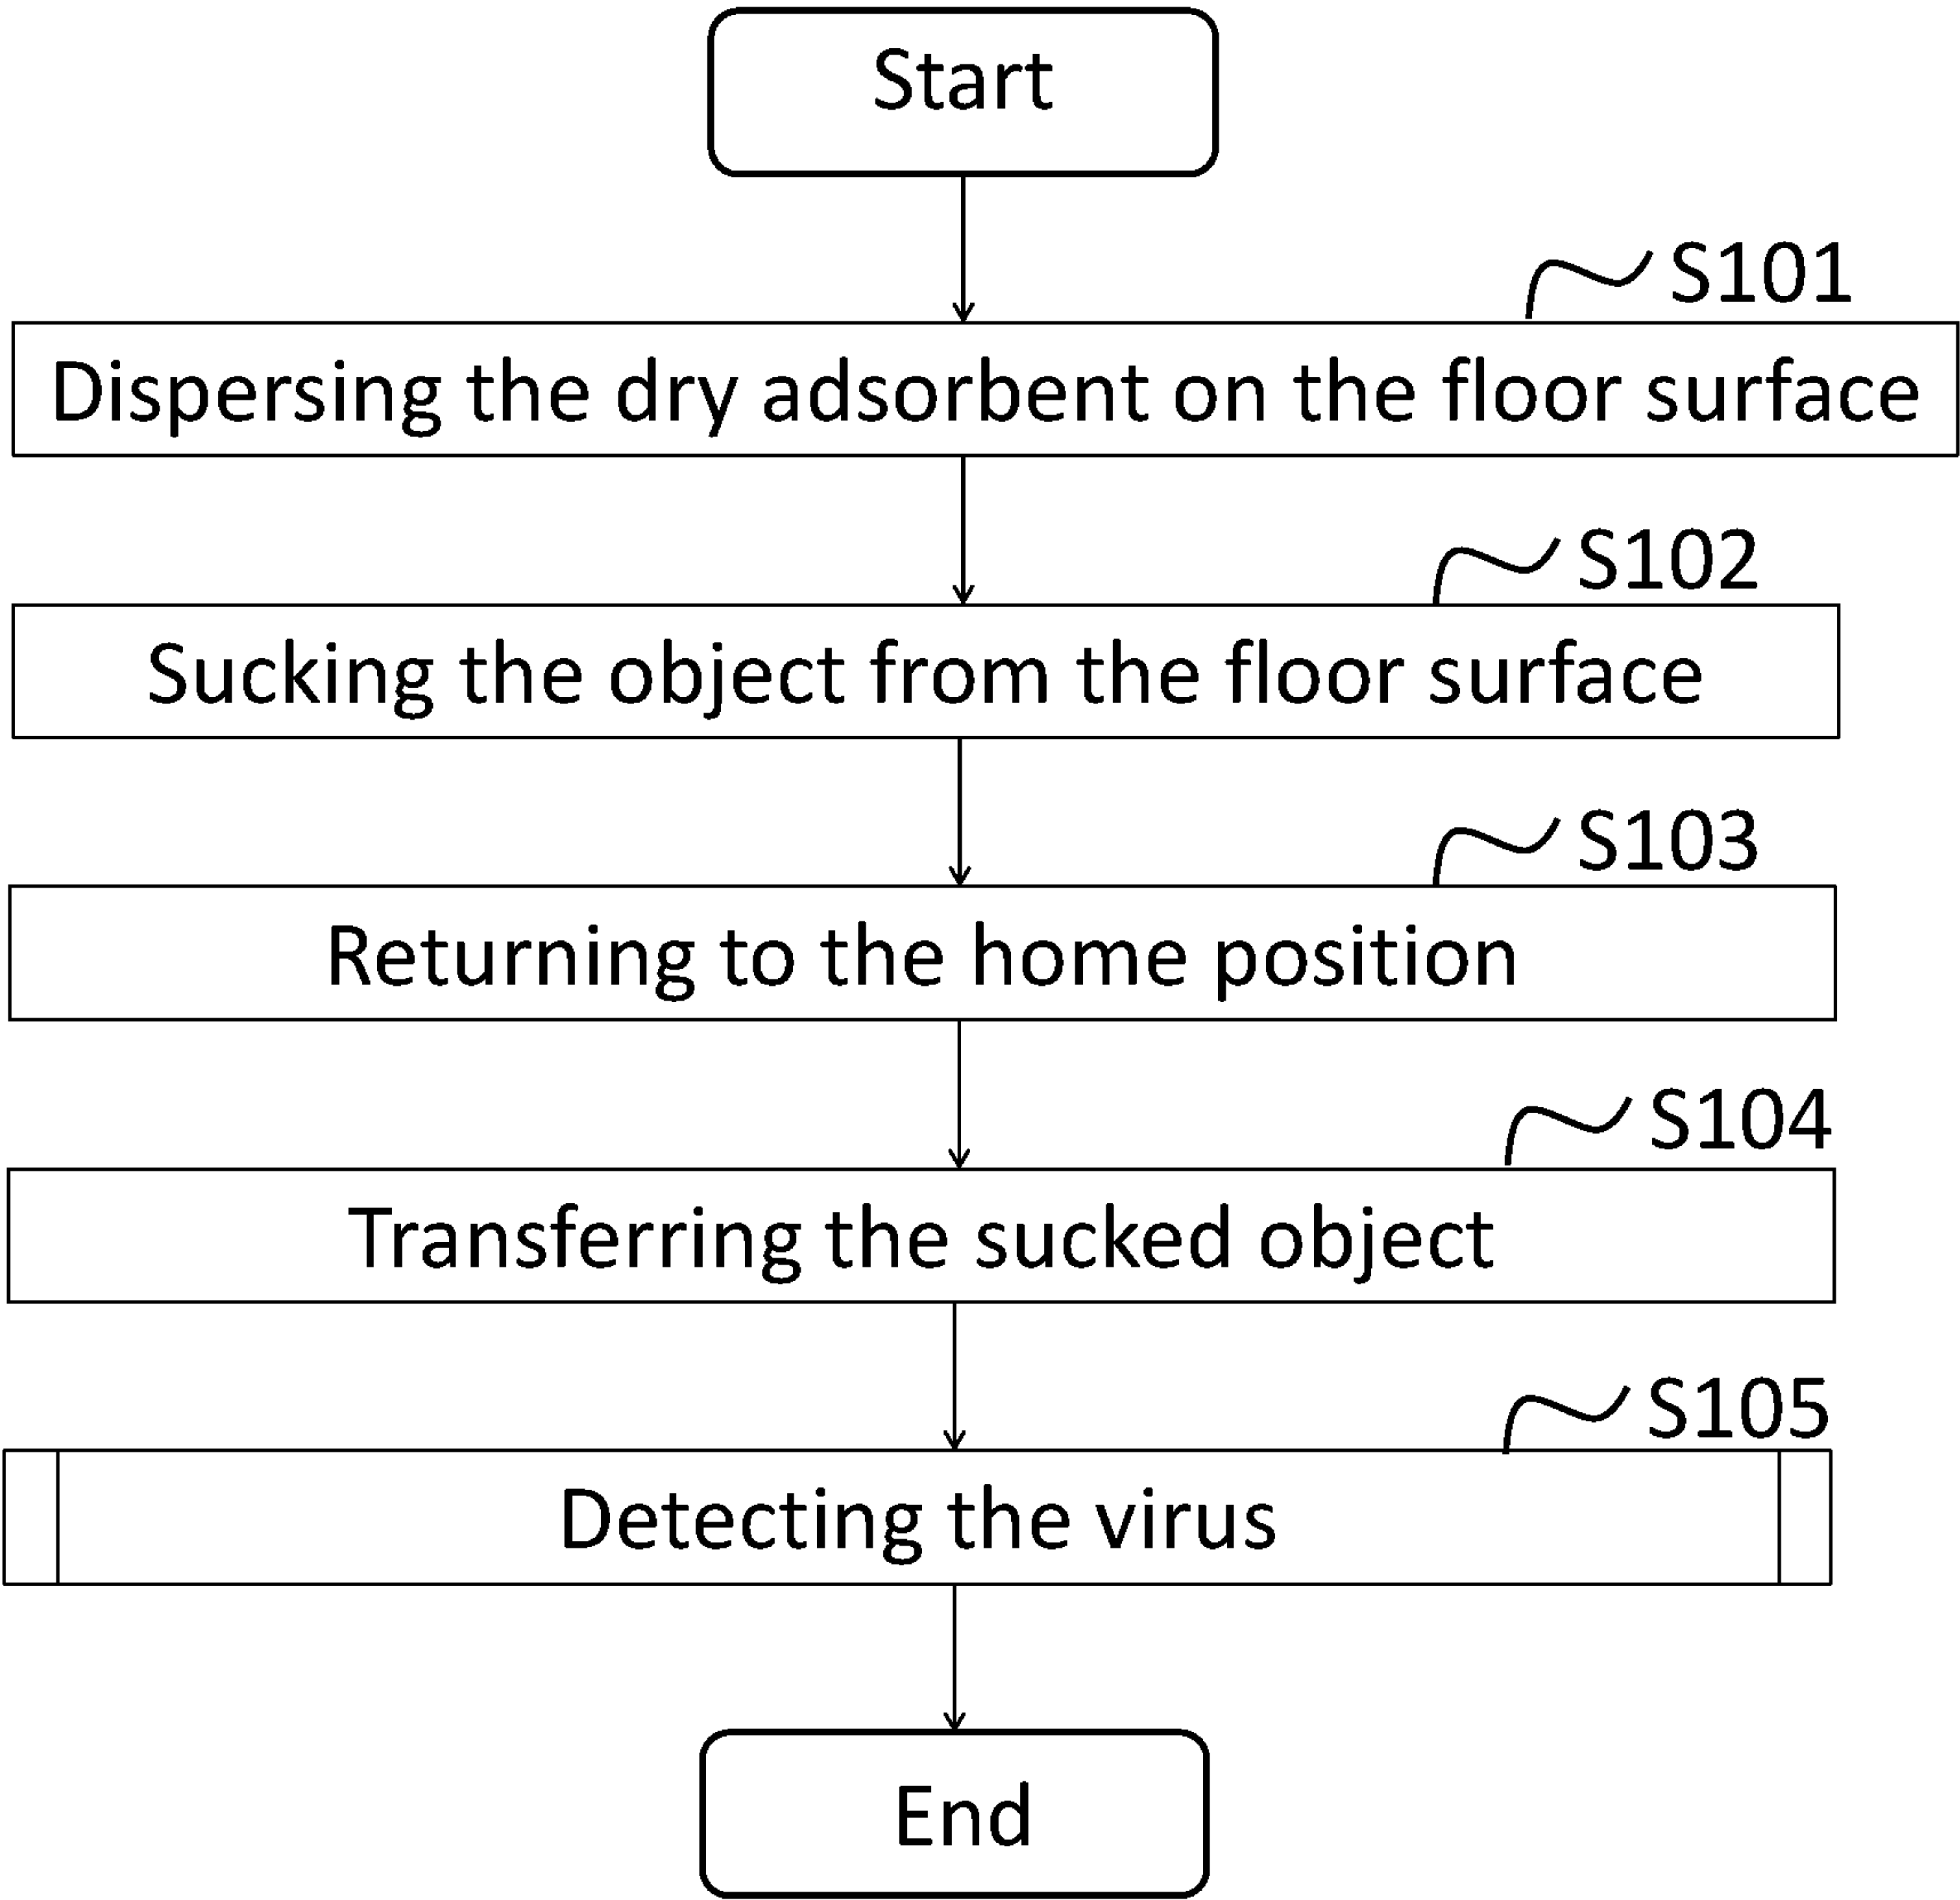 Start
S101
Dispersing the dry adsorbent on the floor surface
S102
Sucking the object from the floor surface
S103
Returning to the home position
S104
Transferring the sucked object
S105
Detecting the virus
End